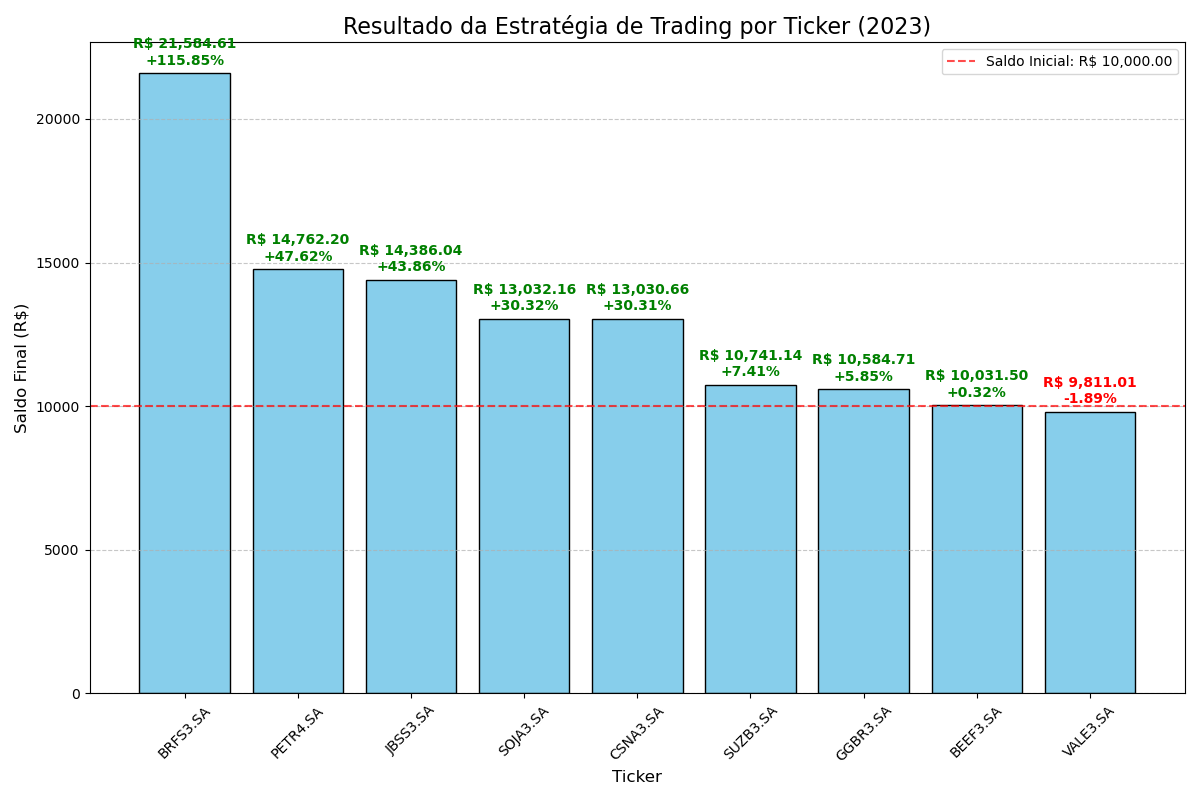 Resultado da Estratégia de Trading por Ticker (2023)
Saldo Inicial: R$ 10,000.00
R$ 21,584.61
+115.85%
R$ 14,762.20
+47.62%
R$ 14,386.04
+43.86%
R$ 13,032.16
+30.32%
R$ 13,030.66
+30.31%
R$ 10,741.14
+7.41%
R$ 10,584.71
+5.85%
R$ 10,031.50
+0.32%
R$ 9,811.01
-1.89%
Saldo Final (R$)
20000
15000
10000
5000
0
BRFS3.SA
PETR4.SA
JBSS3.SA
SOJA3.SA
CSNA3.SA
SUZB3.SA
GGBR3.SA
BEEF3.SA
VALE3.SA
Ticker